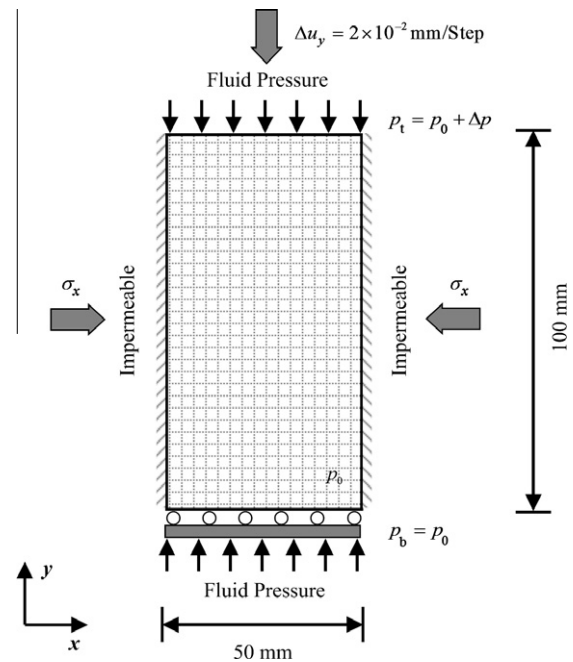 Δu_y = 2×10⁻² mm/Step
Fluid Pressure
p_t = p_0 + Δp
σ_x
Impermeable
Impermeable
σ_x
100 mm
p_0
p_b = p_0
Fluid Pressure
y
x
50 mm